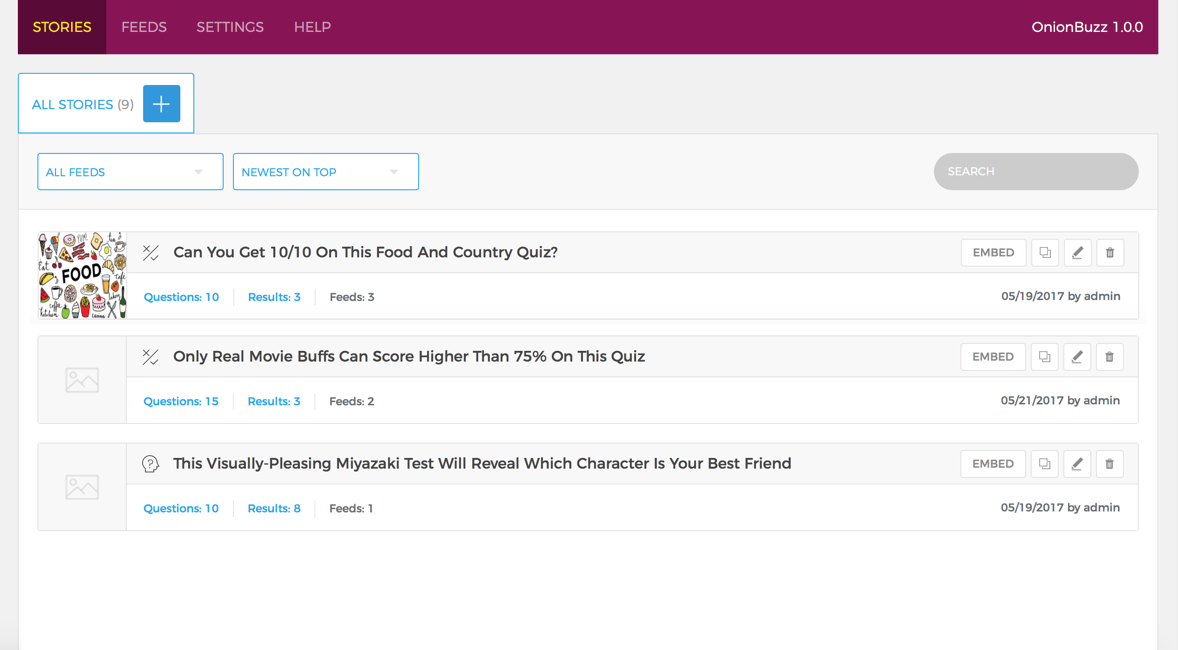 STORIES FEEDS SETTINGS HELP OnionBuzz 1.0.0
ALL STORIES (9)
ALL FEEDS NEWEST ON TOP SEARCH
FOOD
Can You Get 10/10 On This Food And Country Quiz? EMBED
Questions: 10 Results: 3 Feeds: 3 05/19/2017 by admin
Only Real Movie Buffs Can Score Higher Than 75% On This Quiz EMBED
Questions: 15 Results: 3 Feeds: 2 05/21/2017 by admin
This Visually-Pleasing Miyazaki Test Will Reveal Which Character Is Your Best Friend EMBED
Questions: 10 Results: 8 Feeds: 1 05/19/2017 by admin